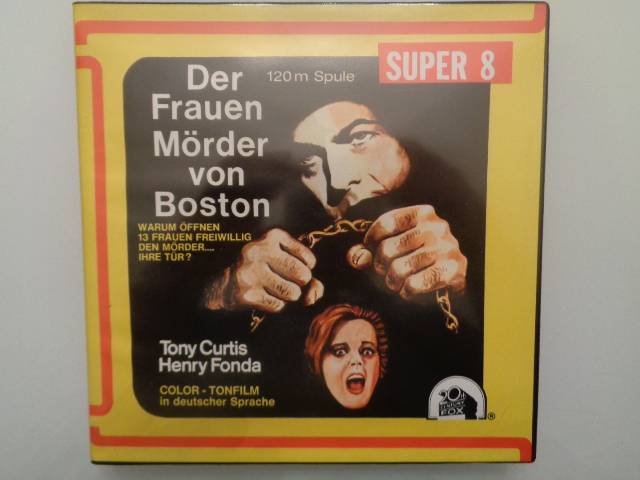 Der
Frauen
Mörder
von
Boston
120 m Spule
SUPER 8
WARUM ÖFFNEN
13 FRAUEN FREIWILLIG
DEN MÖRDER....
IHRE TÜR?
Tony Curtis
Henry Fonda
COLOR - TONFILM
in deutscher Sprache
20th
CENTURY
FOX
®